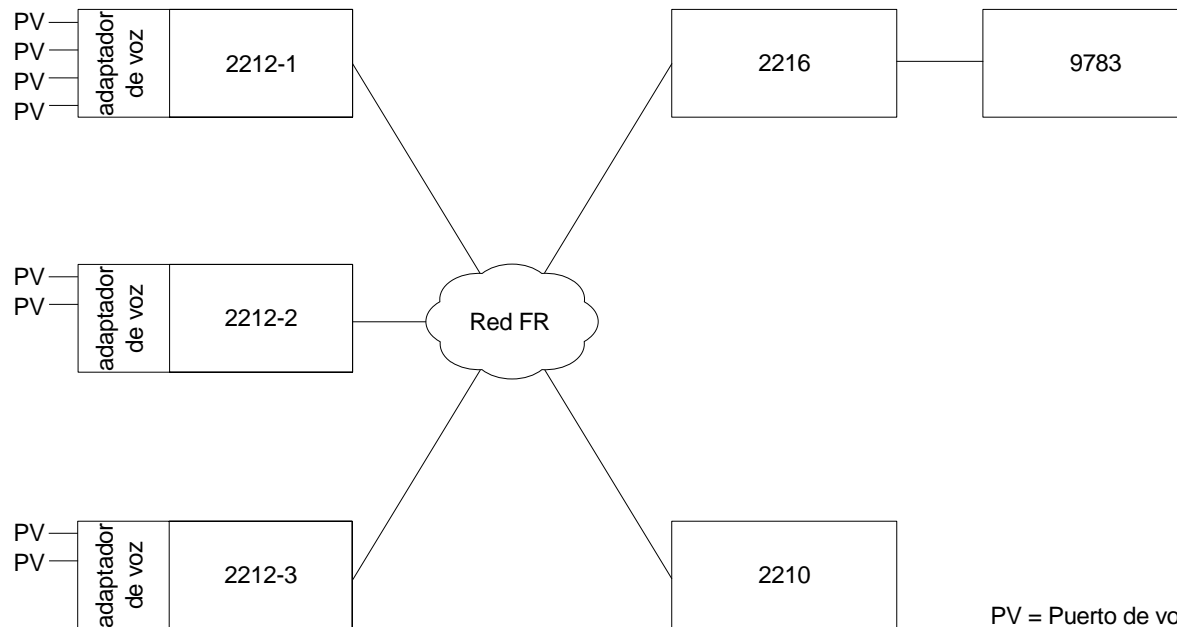 PV
PV
PV
PV
adaptador
de voz
2212-1
2216
9783
PV
PV
adaptador
de voz
2212-2
Red FR
PV
PV
adaptador
de voz
2212-3
2210
PV = Puerto de vo